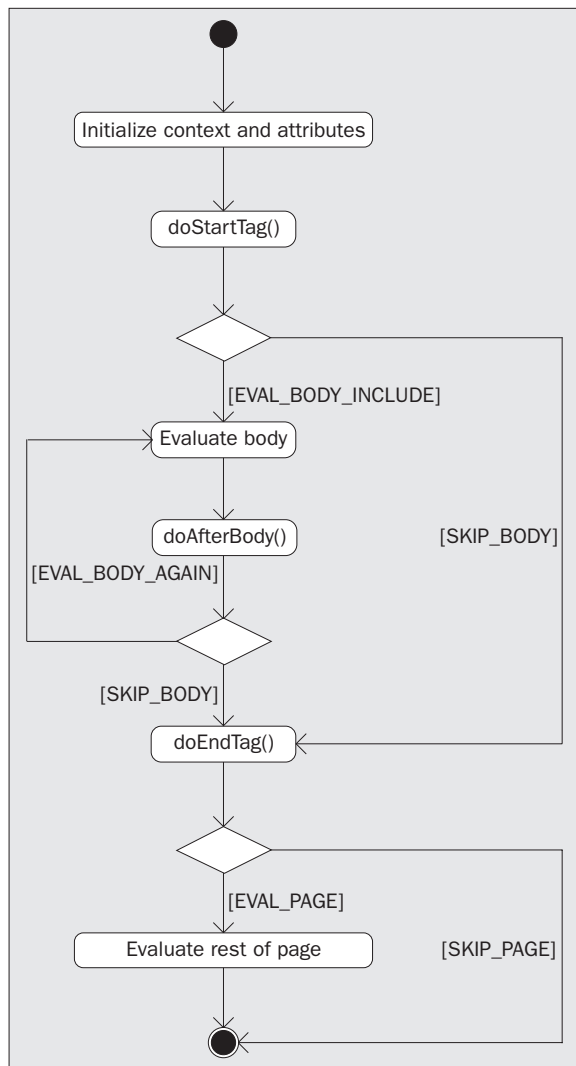 Initialize context and attributes
doStartTag()
[EVAL_BODY_INCLUDE]
Evaluate body
doAfterBody()
[SKIP_BODY]
[EVAL_BODY_AGAIN]
[SKIP_BODY]
doEndTag()
[EVAL_PAGE]
Evaluate rest of page
[SKIP_PAGE]